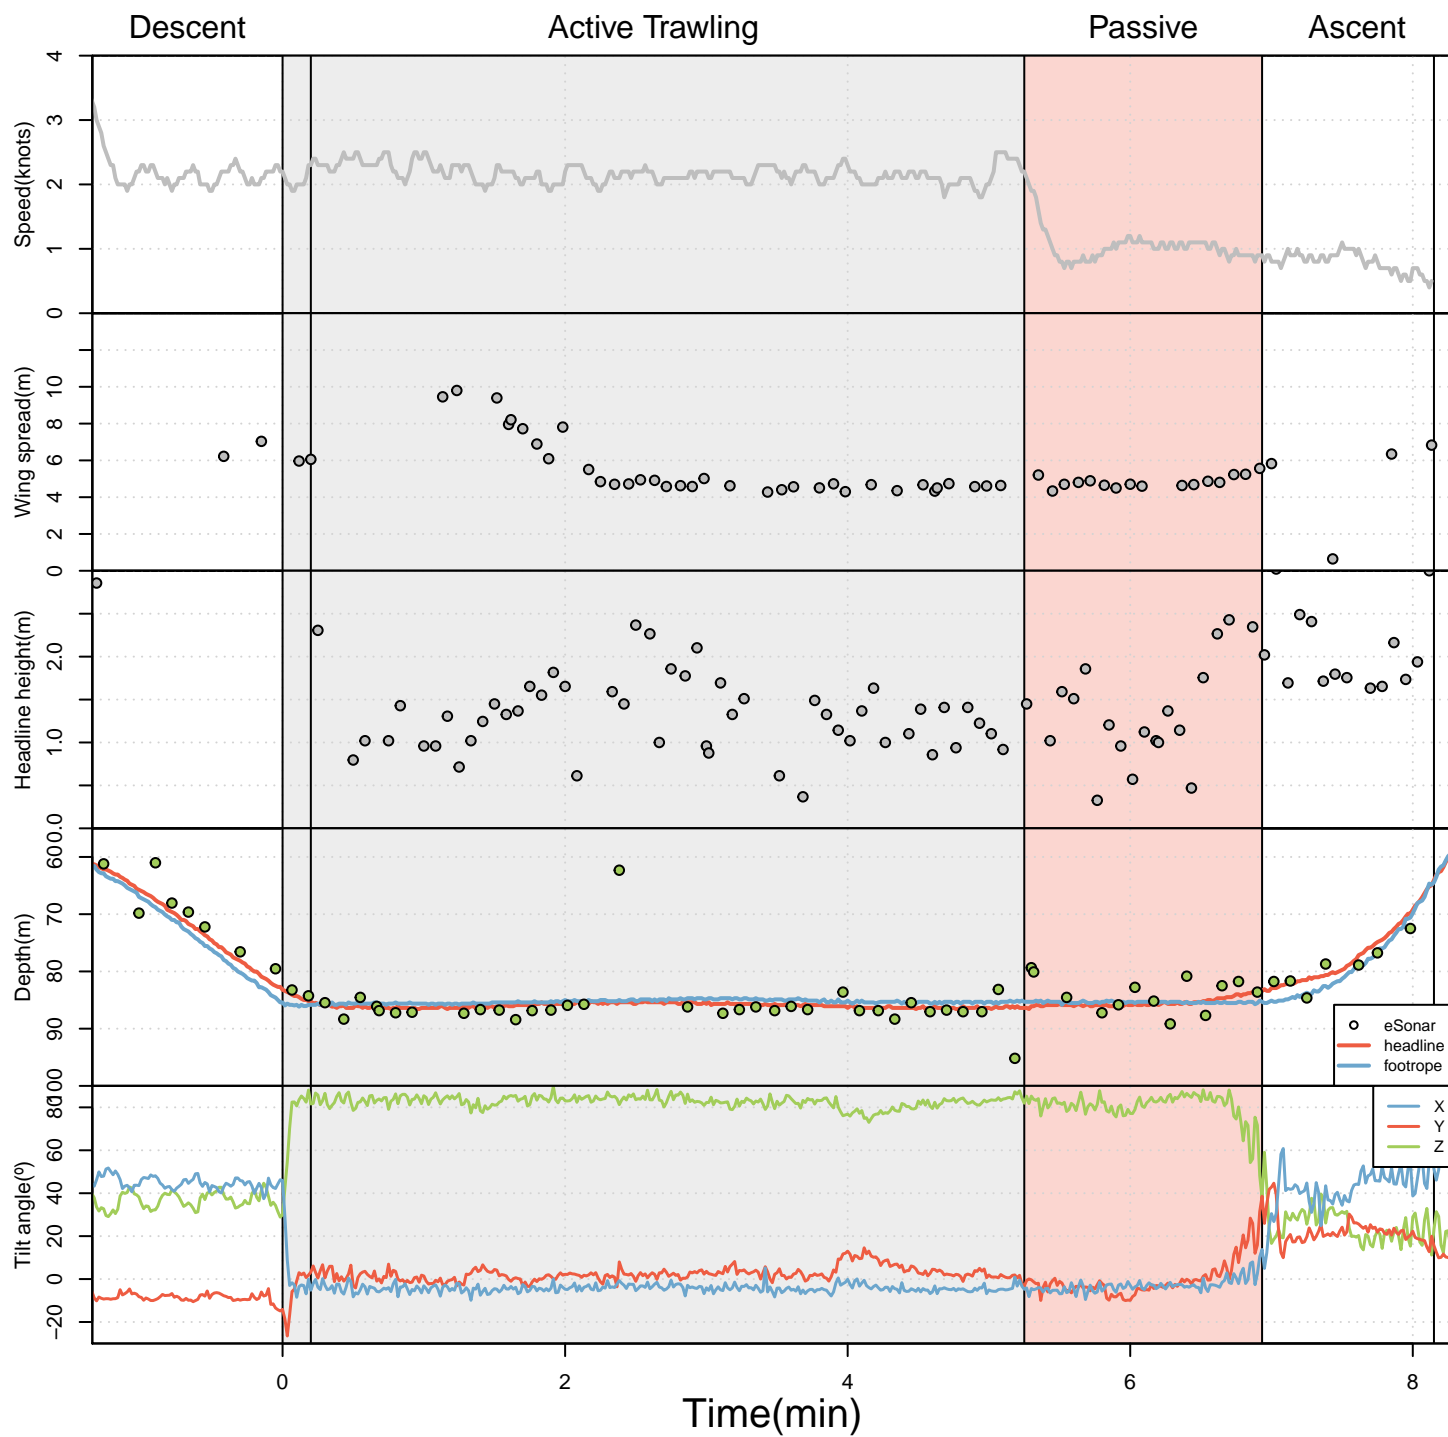 Descent Active Trawling Passive Ascent
Speed(knots)
4
3
2
1
0
Wing spread(m)
10
8
6
4
2
0
Headline height(m)
2.0
1.0
0.0
Depth(m)
60
70
80
90
100
eSonar
headline
footrope
Tilt angle(º)
80
60
40
20
0
−20
X
Y
Z
0 2 4 6 8
Time(min)